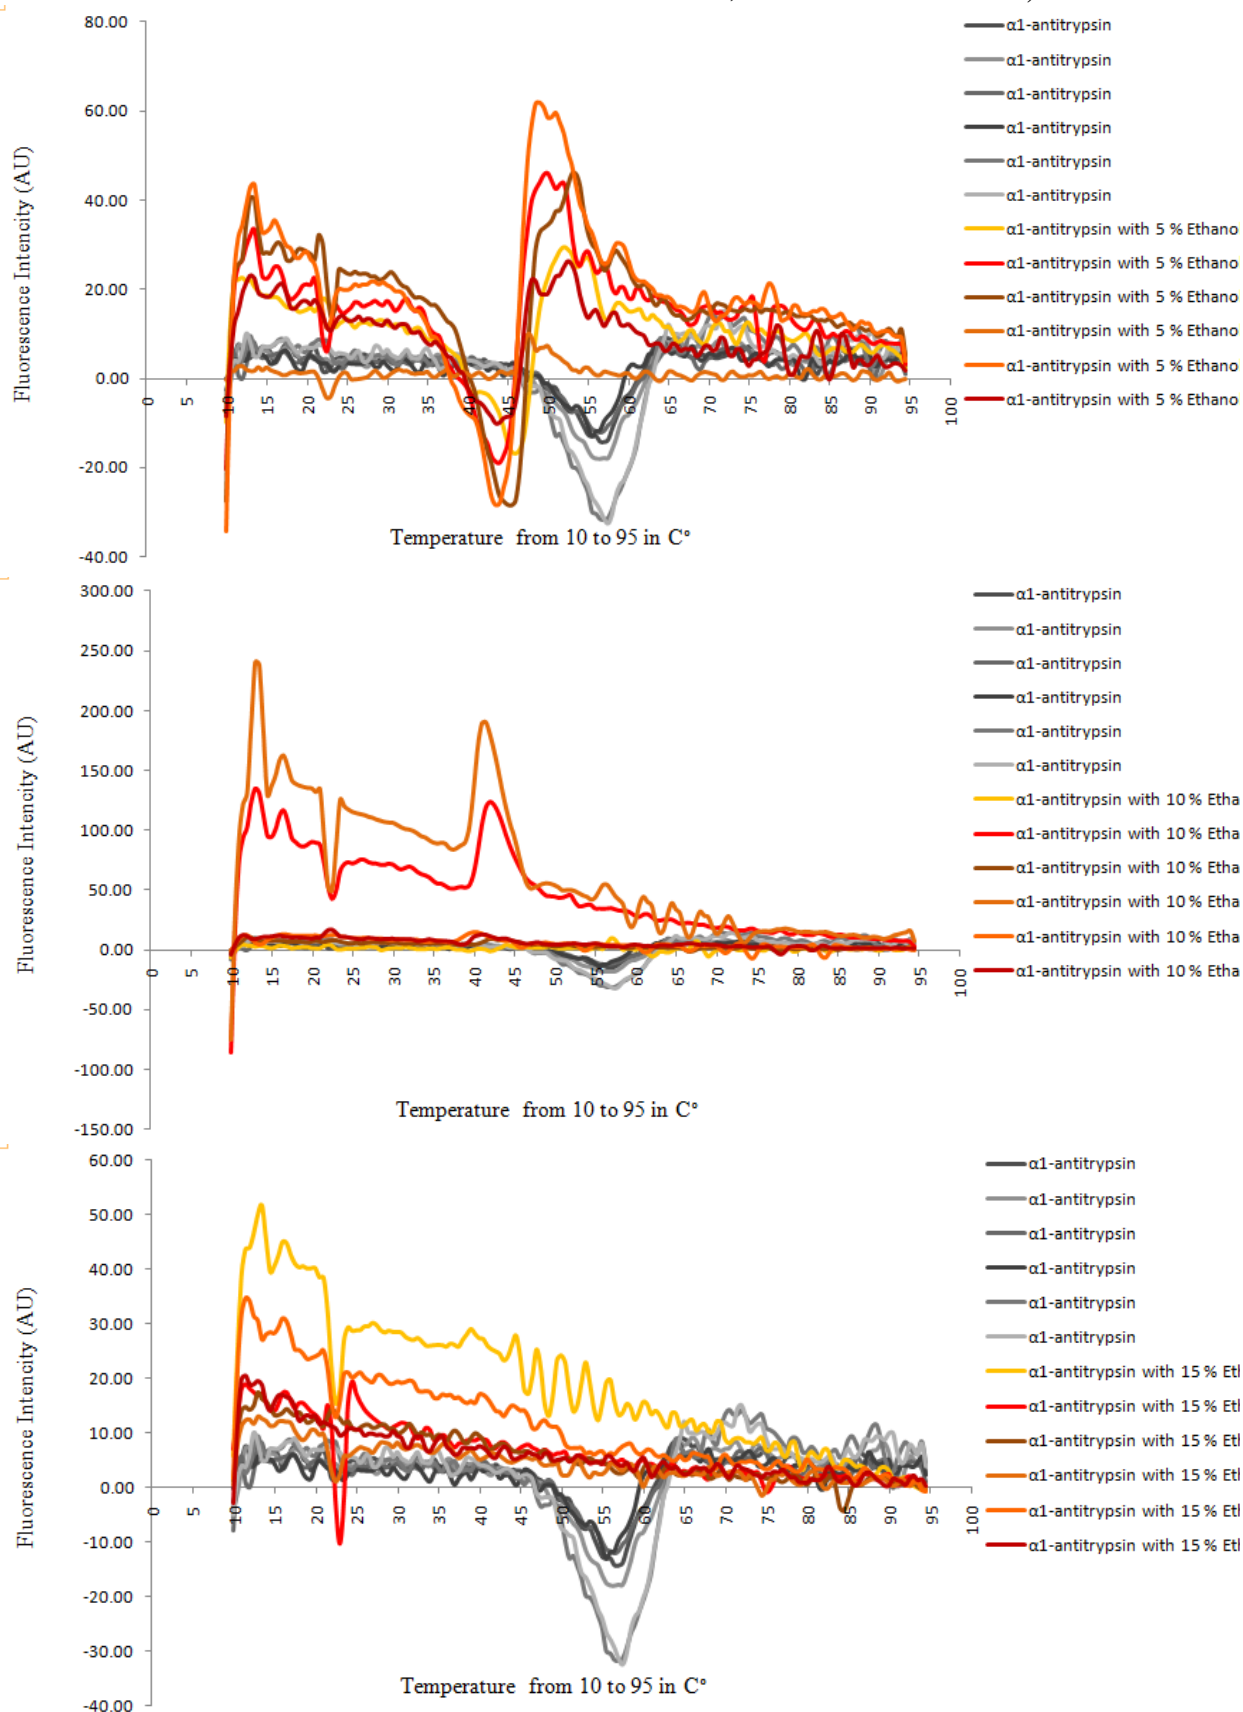 80.00
60.00
40.00
20.00
0.00
-20.00
-40.00
Fluorescence Intencity (AU)
0 5 10 15 20 25 30 35 40 45 50 55 60 65 70 75 80 85 90 95 100
Temperature from 10 to 95 in C°
α1-antitrypsin
α1-antitrypsin
α1-antitrypsin
α1-antitrypsin
α1-antitrypsin
α1-antitrypsin
α1-antitrypsin with 5 % Ethano
α1-antitrypsin with 5 % Ethano
α1-antitrypsin with 5 % Ethano
α1-antitrypsin with 5 % Ethano
α1-antitrypsin with 5 % Ethano
α1-antitrypsin with 5 % Ethano
300.00
250.00
200.00
150.00
100.00
50.00
0.00
-50.00
-100.00
-150.00
Fluorescence Intencity (AU)
0 5 10 15 20 25 30 35 40 45 50 55 60 65 70 75 80 85 90 95 100
Temperature from 10 to 95 in C°
α1-antitrypsin
α1-antitrypsin
α1-antitrypsin
α1-antitrypsin
α1-antitrypsin
α1-antitrypsin
α1-antitrypsin with 10 % Etha
α1-antitrypsin with 10 % Etha
α1-antitrypsin with 10 % Etha
α1-antitrypsin with 10 % Etha
α1-antitrypsin with 10 % Etha
α1-antitrypsin with 10 % Etha
60.00
50.00
40.00
30.00
20.00
10.00
0.00
-10.00
-20.00
-30.00
-40.00
Fluorescence Intencity (AU)
0 5 10 15 20 25 30 35 40 45 50 55 60 65 70 75 80 85 90 95 100
Temperature from 10 to 95 in C°
α1-antitrypsin
α1-antitrypsin
α1-antitrypsin
α1-antitrypsin
α1-antitrypsin
α1-antitrypsin
α1-antitrypsin with 15 % Eth
α1-antitrypsin with 15 % Eth
α1-antitrypsin with 15 % Eth
α1-antitrypsin with 15 % Eth
α1-antitrypsin with 15 % Eth
α1-antitrypsin with 15 % Eth